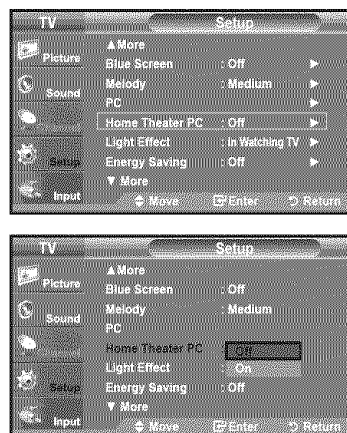 TV Setup
▲ More
Picture
Blue Screen : Off ▶
Melody : Medium ▶
Sound
PC ▶
Home Theater PC : Off ▶
Light Effect : In Watching TV ▶
Setup
Energy Saving : Off ▶
▼ More
Input
Move Enter Return
TV Setup
▲ More
Picture
Blue Screen : Off
Melody : Medium
Sound
PC
Home Theater PC : Off
Light Effect : On
Setup
Energy Saving : Off
▼ More
Input
Move Enter Return